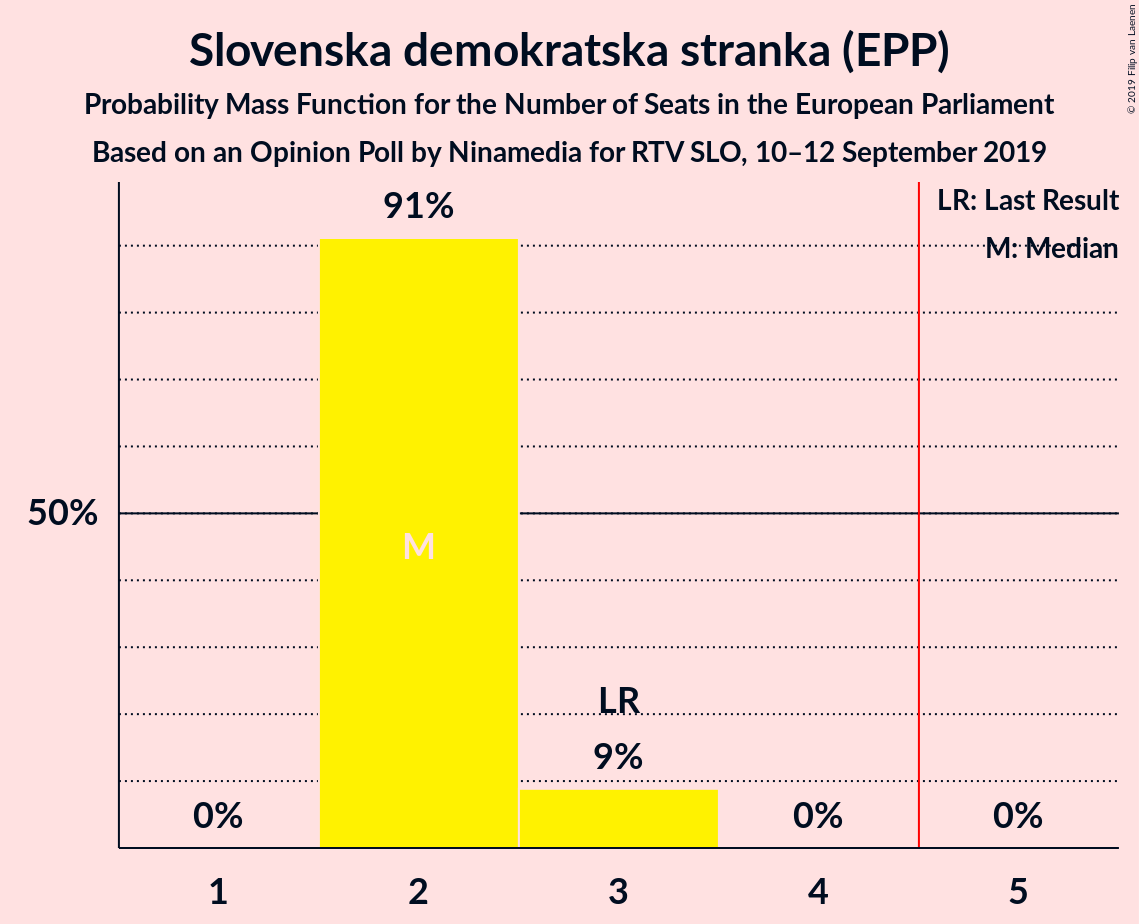 Slovenska demokratska stranka (EPP)
Probability Mass Function for the Number of Seats in the European Parliament
Based on an Opinion Poll by Ninamedia for RTV SLO, 10–12 September 2019
© 2019 Filip van Laenen
LR: Last Result
M: Median
91%
50%
M
LR
9%
0%
0%
0%
1
2
3
4
5